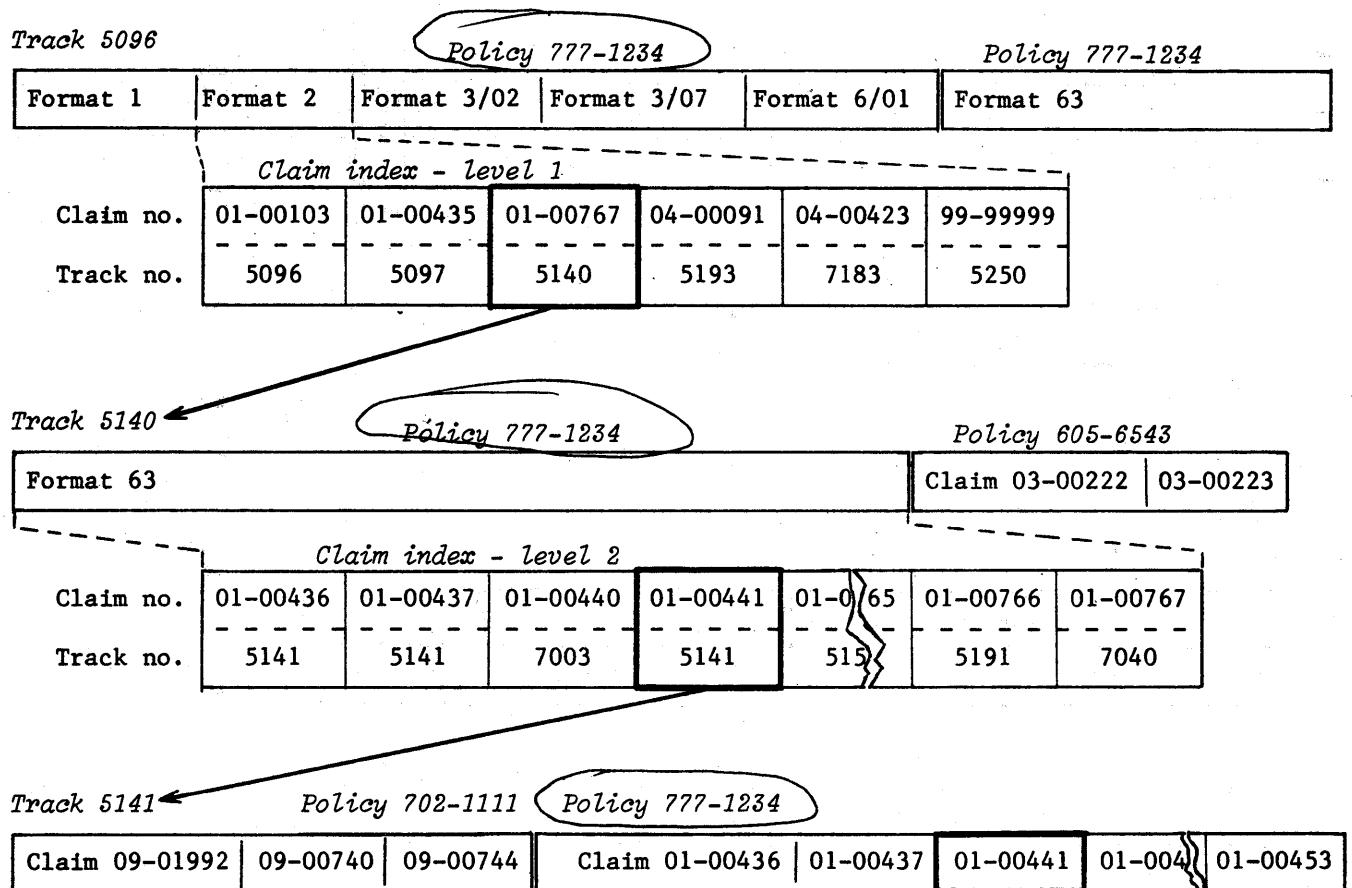 Track 5096 Policy 777-1234 Policy 777-1234
Format 1 Format 2 Format 3/02 Format 3/07 Format 6/01 Format 63
Claim index - level 1
Claim no. 01-00103 01-00435 01-00767 04-00091 04-00423 99-99999
Track no. 5096 5097 5140 5193 7183 5250
Track 5140 Policy 777-1234 Policy 605-6543
Format 63 Claim 03-00222 03-00223
Claim index - level 2
Claim no. 01-00436 01-00437 01-00440 01-00441 01-0 65 01-00766 01-00767
Track no. 5141 5141 7003 5141 515 5191 7040
Track 5141 Policy 702-1111 Policy 777-1234
Claim 09-01992 09-00740 09-00744 Claim 01-00436 01-00437 01-00441 01-004 01-00453